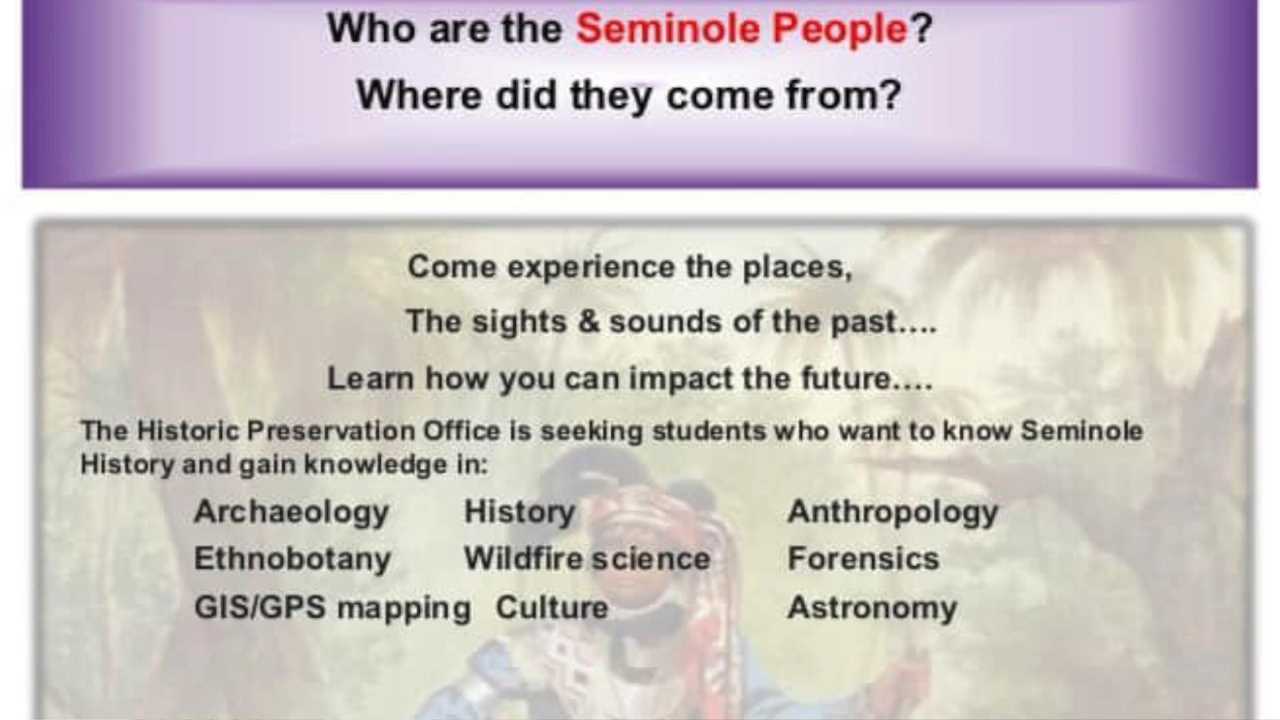 Who are the Seminole People?
Where did they come from?
Come experience the places,
The sights & sounds of the past....
Learn how you can impact the future....
The Historic Preservation Office is seeking students who want to know Seminole
History and gain knowledge in:
Archaeology History Anthropology
Ethnobotany Wildfire science Forensics
GIS/GPS mapping Culture Astronomy